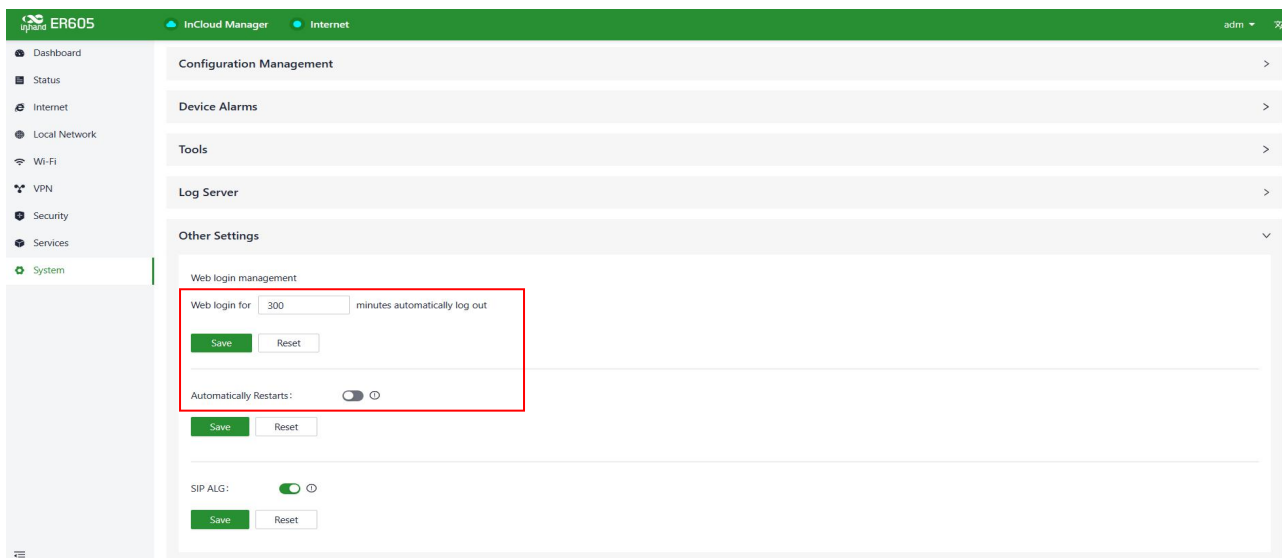 inhand ER605 InCloud Manager Internet adm
Dashboard
Status
Internet
Local Network
Wi-Fi
VPN
Security
Services
System
Configuration Management
Device Alarms
Tools
Log Server
Other Settings
Web login management
Web login for 300 minutes automatically log out
Save Reset
Automatically Restarts:
Save Reset
SIP ALG:
Save Reset